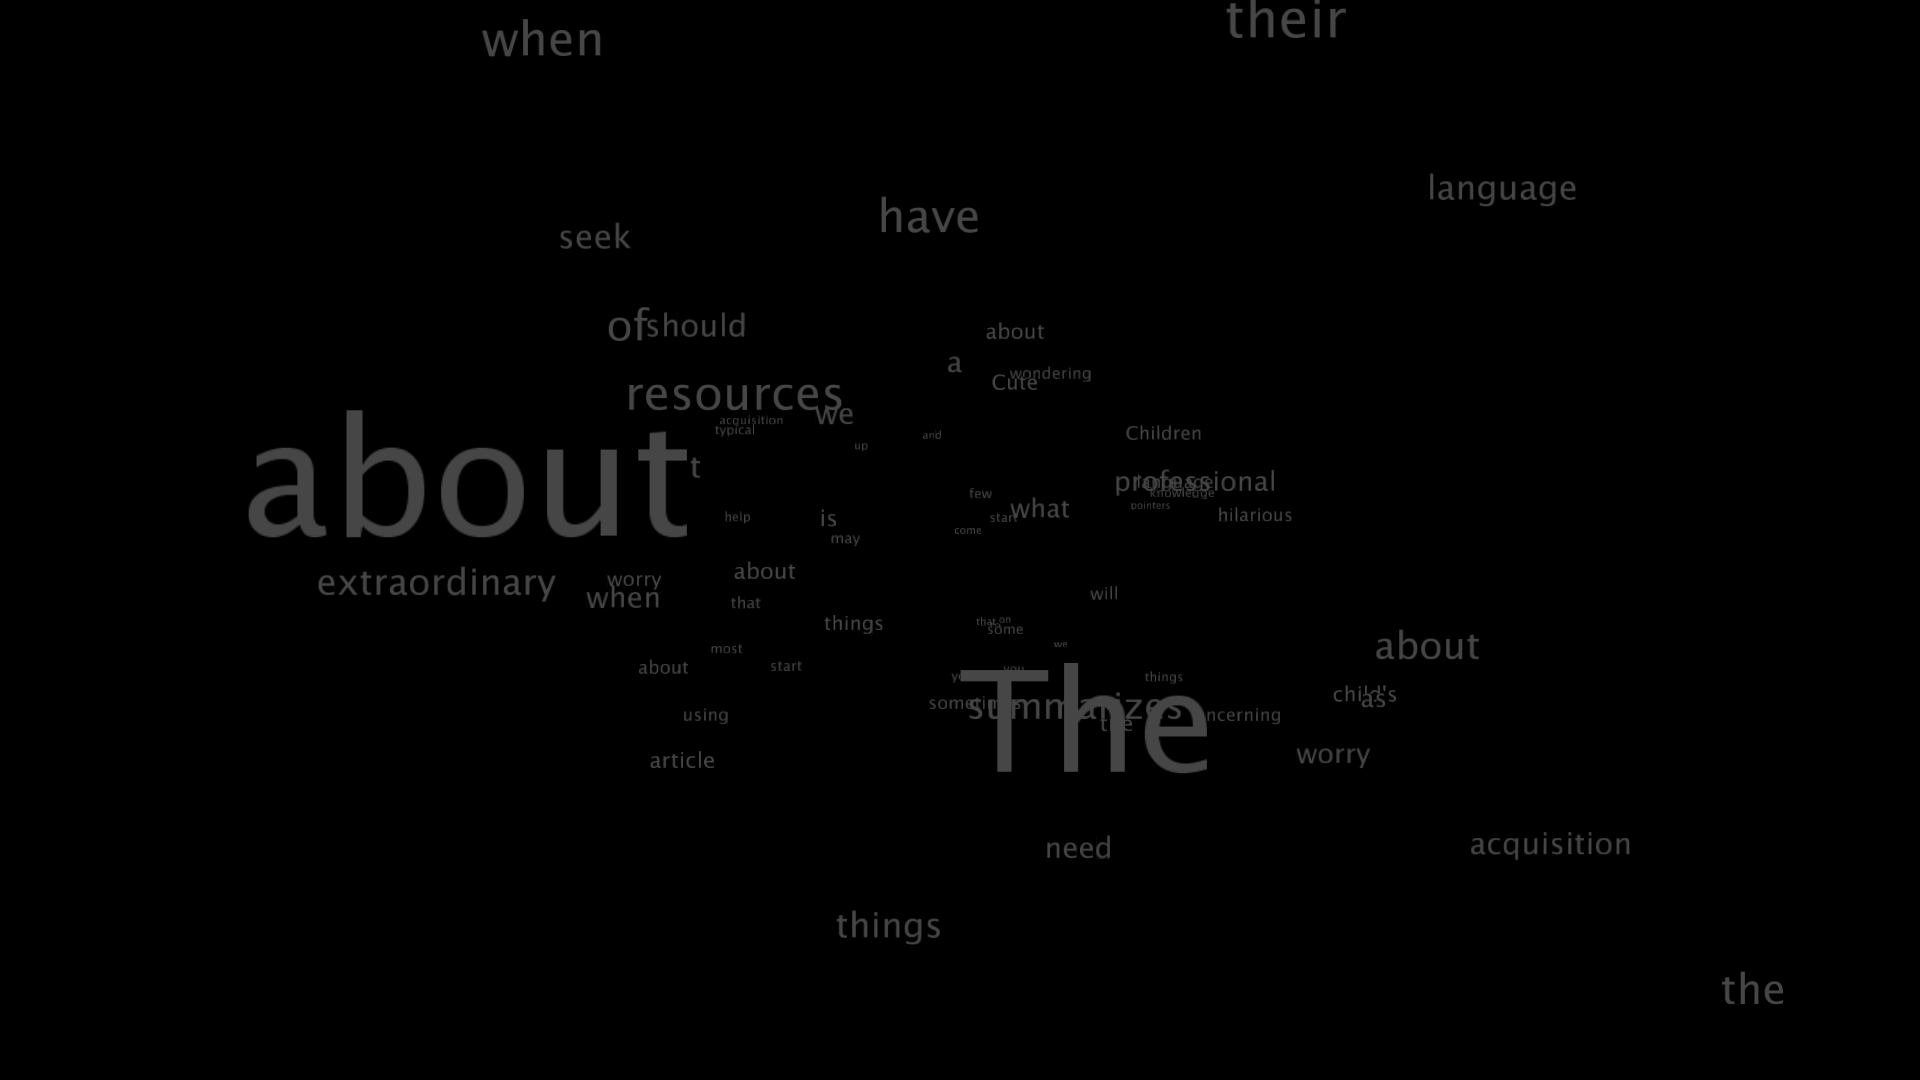 their
when
language
have
seek
of
should
about
a
wondering
Cute
resources
we
acquisition
typical
and
Children
up
about
t
professional
language
knowledge
few
pointers
what
hilarious
help
is
start
come
may
about
worry
extraordinary
when
will
that
things
that
on
some
we
about
most
about
start
you
things
child's
as
The
sometimes
summarizes
using
the
worry
article
acquisition
need
things
the